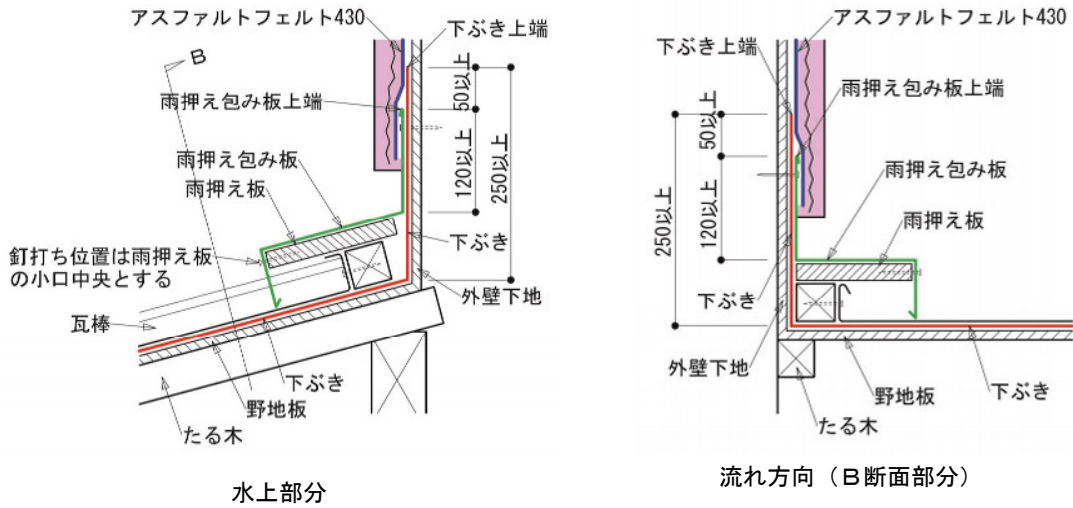 アスファルトフェルト430
下ぶき上端
B
雨押え包み板上端
50以上
120以上
250以上
雨押え包み板
雨押え板
釘打ち位置は雨押え板
の小口中央とする
下ぶき
外壁下地
瓦棒
下ぶき
野地板
たる木
水上部分
アスファルトフェルト430
下ぶき上端
雨押え包み板上端
50以上
120以上
250以上
雨押え包み板
雨押え板
下ぶき
外壁下地
下ぶき
野地板
たる木
流れ方向（B断面部分）